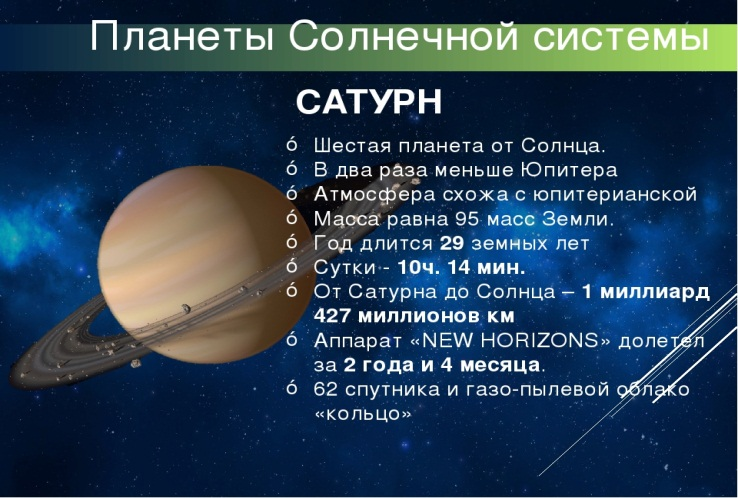 Планеты Солнечной системы
САТУРН
ó Шестая планета от Солнца.
ó В два раза меньше Юпитера
ó Атмосфера схожа с юпитерианской
ó Масса равна 95 масс Земли.
ó Год длится 29 земных лет
ó Сутки - 10ч. 14 мин.
ó От Сатурна до Солнца – 1 миллиард
427 миллионов км
ó Аппарат «NEW HORIZONS» долетел
за 2 года и 4 месяца.
ó 62 спутника и газо-пылевой облако
«кольцо»